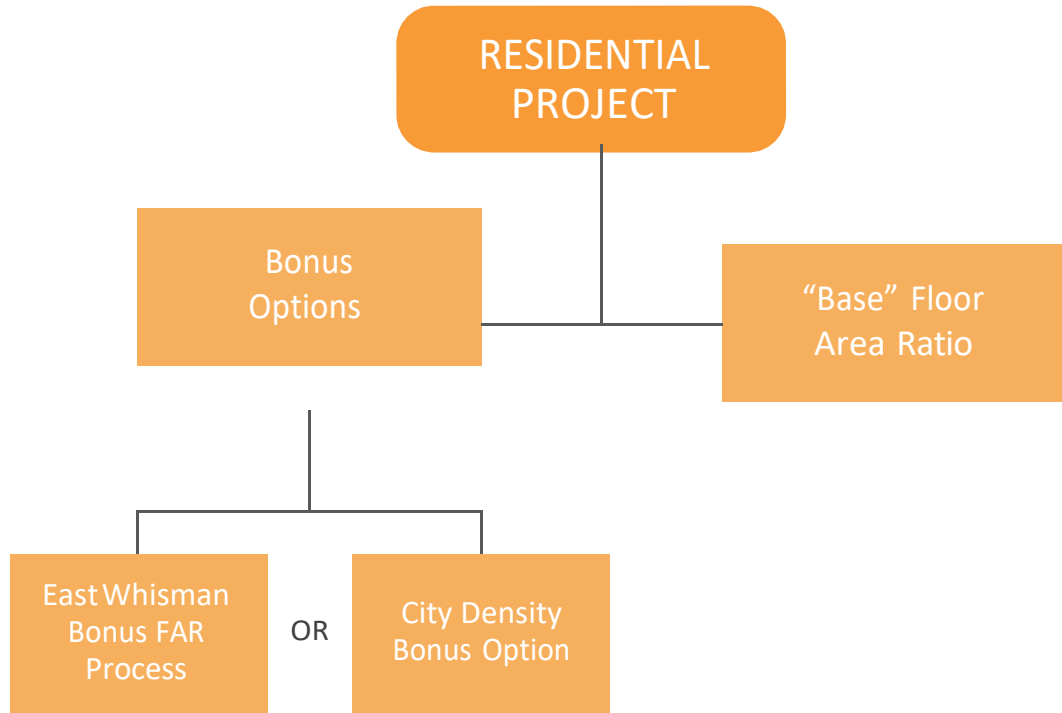 RESIDENTIAL
PROJECT
Bonus
Options
“Base” Floor
Area Ratio
East Whisman
Bonus FAR
Process
OR
City Density
Bonus Option